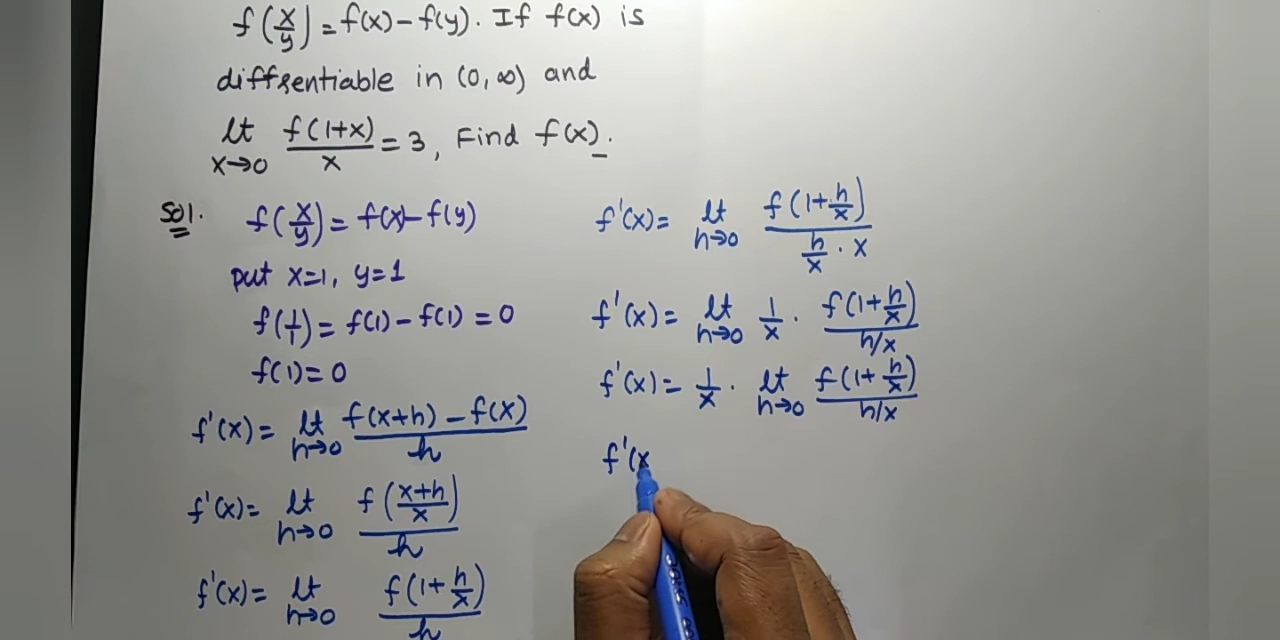 f(x/y) = f(x) - f(y). If f(x) is
diffrentiable in (0, ∞) and
lt x→0 f(1+x)/x = 3, Find f(x).
Sol.
f(x/y) = f(x) - f(y)
put x=1, y=1
f(1/1) = f(1) - f(1) = 0
f(1) = 0
f'(x) = lt h→0 f(x+h) - f(x)/h
f'(x) = lt h→0 f(x+h/x)/h
f'(x) = lt h→0 f(1+h/x)/h
f'(x) = lt h→0 f(1+h/x)/h/x · x
f'(x) = lt h→0 1/x · f(1+h/x)/h/x
f'(x) = 1/x · lt h→0 f(1+h/x)/h/x
f'(x